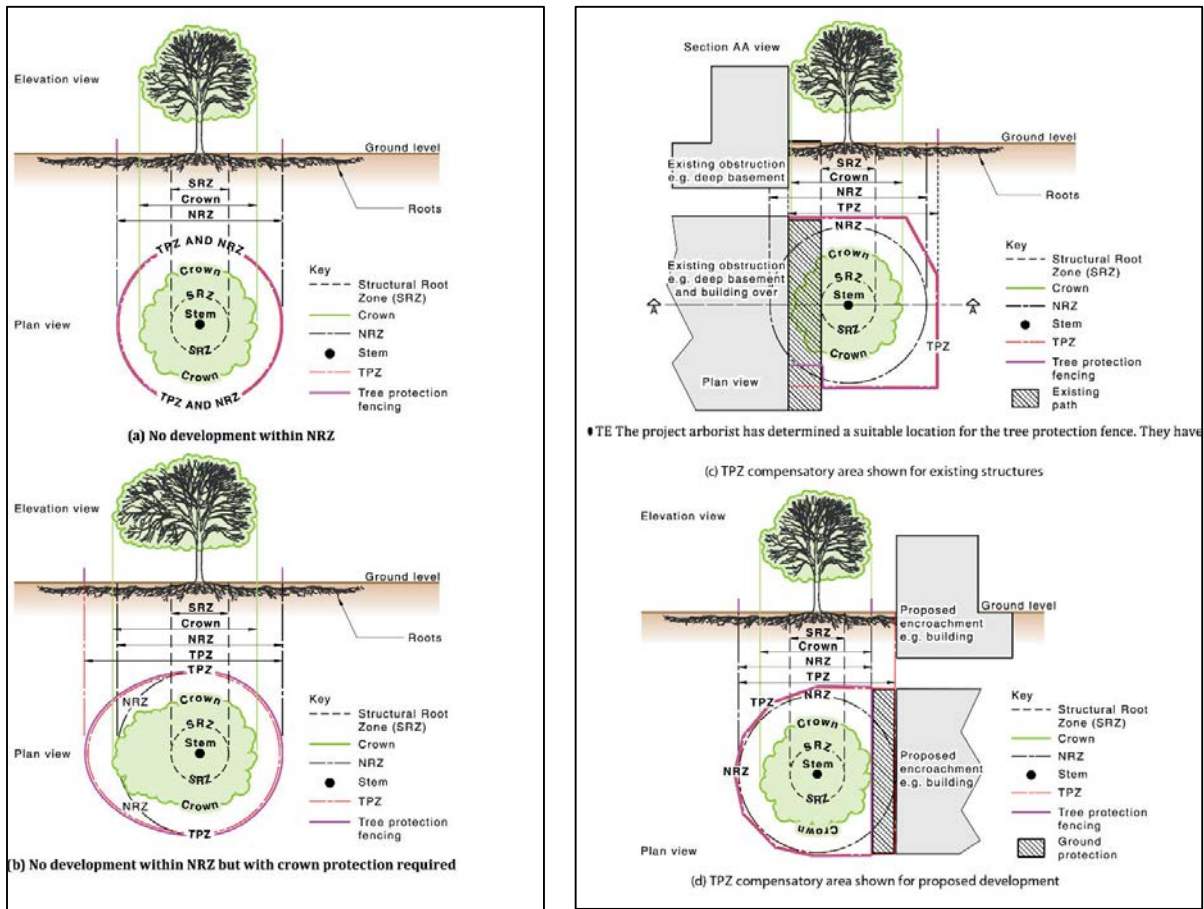 Elevation view
Ground level
SRZ
Crown
NRZ
Roots
TPZ AND NRZ
Crown
SRZ
Stem
SRZ
Crown
TPZ AND NRZ
Plan view
Key
Structural Root
Zone (SRZ)
Crown
NRZ
Stem
TPZ
Tree protection
fencing
(a) No development within NRZ
Elevation view
Ground level
SRZ
Crown
NRZ
TPZ
Roots
TPZ
NRZ
Crown
SRZ
Stem
SRZ
Crown
NRZ
TPZ
Plan view
Key
Structural Root
Zone (SRZ)
Crown
NRZ
Stem
TPZ
Tree protection
fencing
(b) No development within NRZ but with crown protection required
Section AA view
Ground level
Existing obstruction
e.g. deep basement
SRZ
Crown
NRZ
TPZ
Roots
NRZ
Crown
SRZ
Stem
SRZ
Crown
TPZ
A
A
Existing obstruction
e.g. deep basement
and building over
Plan view
Key
Structural Root
Zone (SRZ)
Crown
NRZ
Stem
TPZ
Tree protection
fencing
Existing
path
TE The project arborist has determined a suitable location for the tree protection fence. They have
(c) TPZ compensatory area shown for existing structures
Elevation view
Proposed
encroachment
e.g. building
Ground level
SRZ
Crown
NRZ
TPZ
NRZ
TPZ
Crown
SRZ
Stem
SRZ
Crown
NRZ
Proposed
encroachment
e.g. building
Plan view
Key
Structural Root
Zone (SRZ)
Crown
NRZ
Stem
TPZ
Tree protection
fencing
Ground
protection
(d) TPZ compensatory area shown for proposed development